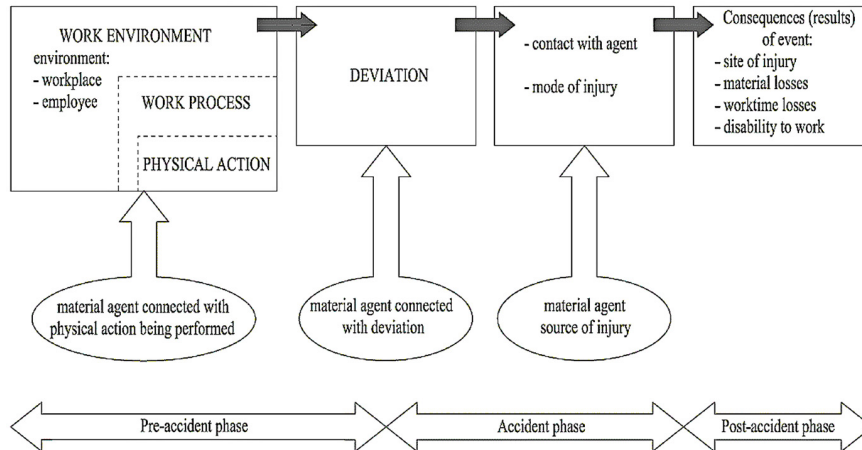 WORK ENVIRONMENT
environment:
- workplace
- employee
WORK PROCESS
PHYSICAL ACTION
DEVIATION
- contact with agent
- mode of injury
Consequences (results)
of event:
- site of injury
- material losses
- worktime losses
- disability to work
material agent connected with
physical action being performed
material agent connected
with deviation
material agent
source of injury
Pre-accident phase
Accident phase
Post-accident phase